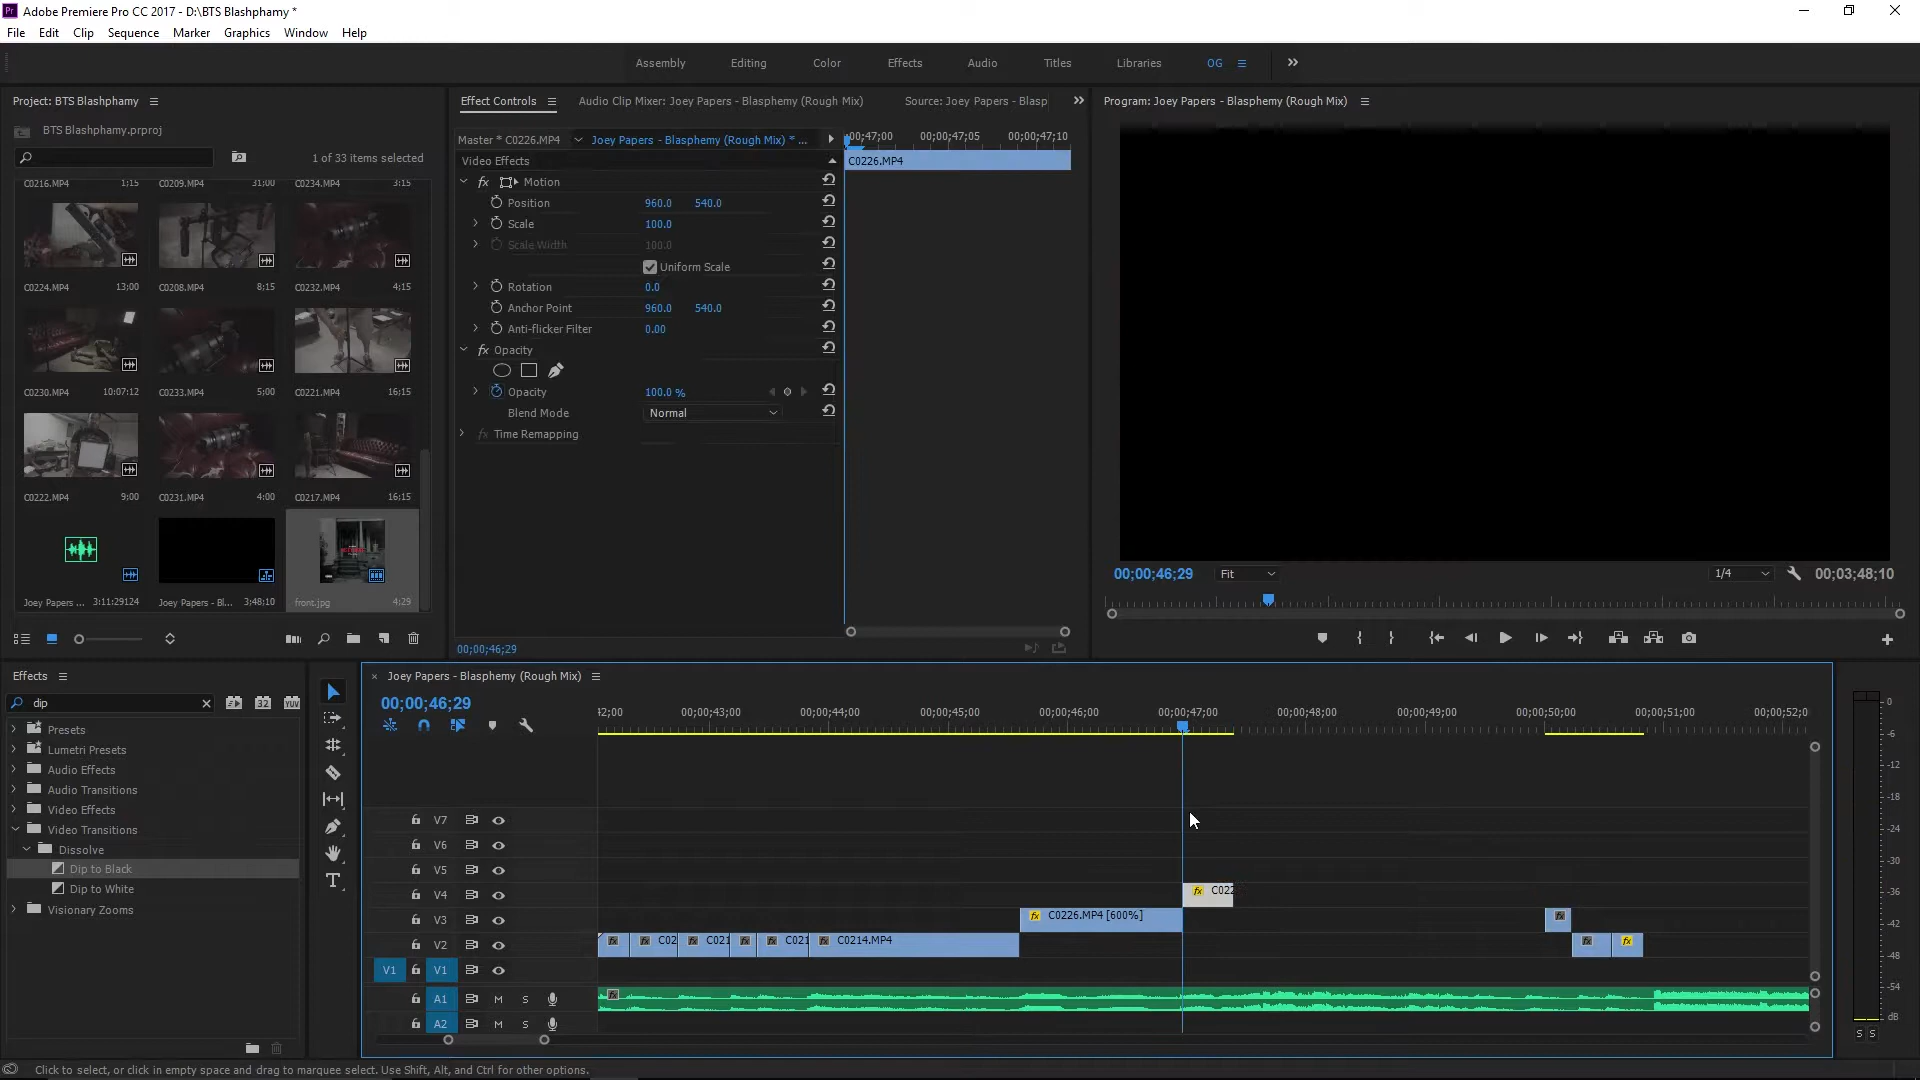 Adobe Premiere Pro CC 2017 - D:\BTS Blashphamy *
File Edit Clip Sequence Marker Graphics Window Help
Assembly Editing Color Effects Audio Titles Libraries OG
Project: BTS Blashphamy
BTS Blashphamy.prproj
1 of 33 items selected
C0216.MP4 1;15 C0209.MP4 31;00 C0234.MP4 3;15
C0224.MP4 13;00 C0208.MP4 8;15 C0232.MP4 4;15
C0230.MP4 10:07:12 C0233.MP4 5;00 C0221.MP4 16;15
C0222.MP4 9;00 C0231.MP4 4;00 C0217.MP4 16;15
Joey Papers ... 3:11:29124 Joey Papers - Bl... 3;48;10 front.jpg 4;29
Effect Controls Audio Clip Mixer: Joey Papers - Blasphemy (Rough Mix) Source: Joey Papers - Blasp
Master * C0226.MP4 Joey Papers - Blasphemy (Rough Mix) * ...
00;47;00 00;00;47;05 00;00;47;10
Video Effects
C0226.MP4
Motion
Position 960.0 540.0
Scale 100.0
Scale Width 100.0
Uniform Scale
Rotation 0.0
Anchor Point 960.0 540.0
Anti-flicker Filter 0.00
Opacity
Opacity 100.0 %
Blend Mode Normal
Time Remapping
00;00;46;29
Program: Joey Papers - Blasphemy (Rough Mix)
00;00;46;29 Fit 1/4 00;03;48;10
Effects
dip
32 YUV
Presets
Lumetri Presets
Audio Effects
Audio Transitions
Video Effects
Video Transitions
Dissolve
Dip to Black
Dip to White
Visionary Zooms
T
Joey Papers - Blasphemy (Rough Mix)
00;00;46;29
42;00 00;00;43;00 00;00;44;00 00;00;45;00 00;00;46;00 00;00;47;00 00;00;48;00 00;00;49;00 00;00;50;00 00;00;51;00 00;00;52;0
V7
V6
V5
V4 fx C022
V3 fx C0226.MP4 [600%] fx
V2 fx fx C02 fx C021 fx fx C021 fx C0214.MP4 fx fx
V1 V1
A1 M S fx
A2 M S
0
-6
-12
-18
-24
-30
-36
-42
-48
-54
dB
S S
Click to select, or click in empty space and drag to marquee select. Use Shift, Alt, and Ctrl for other options.